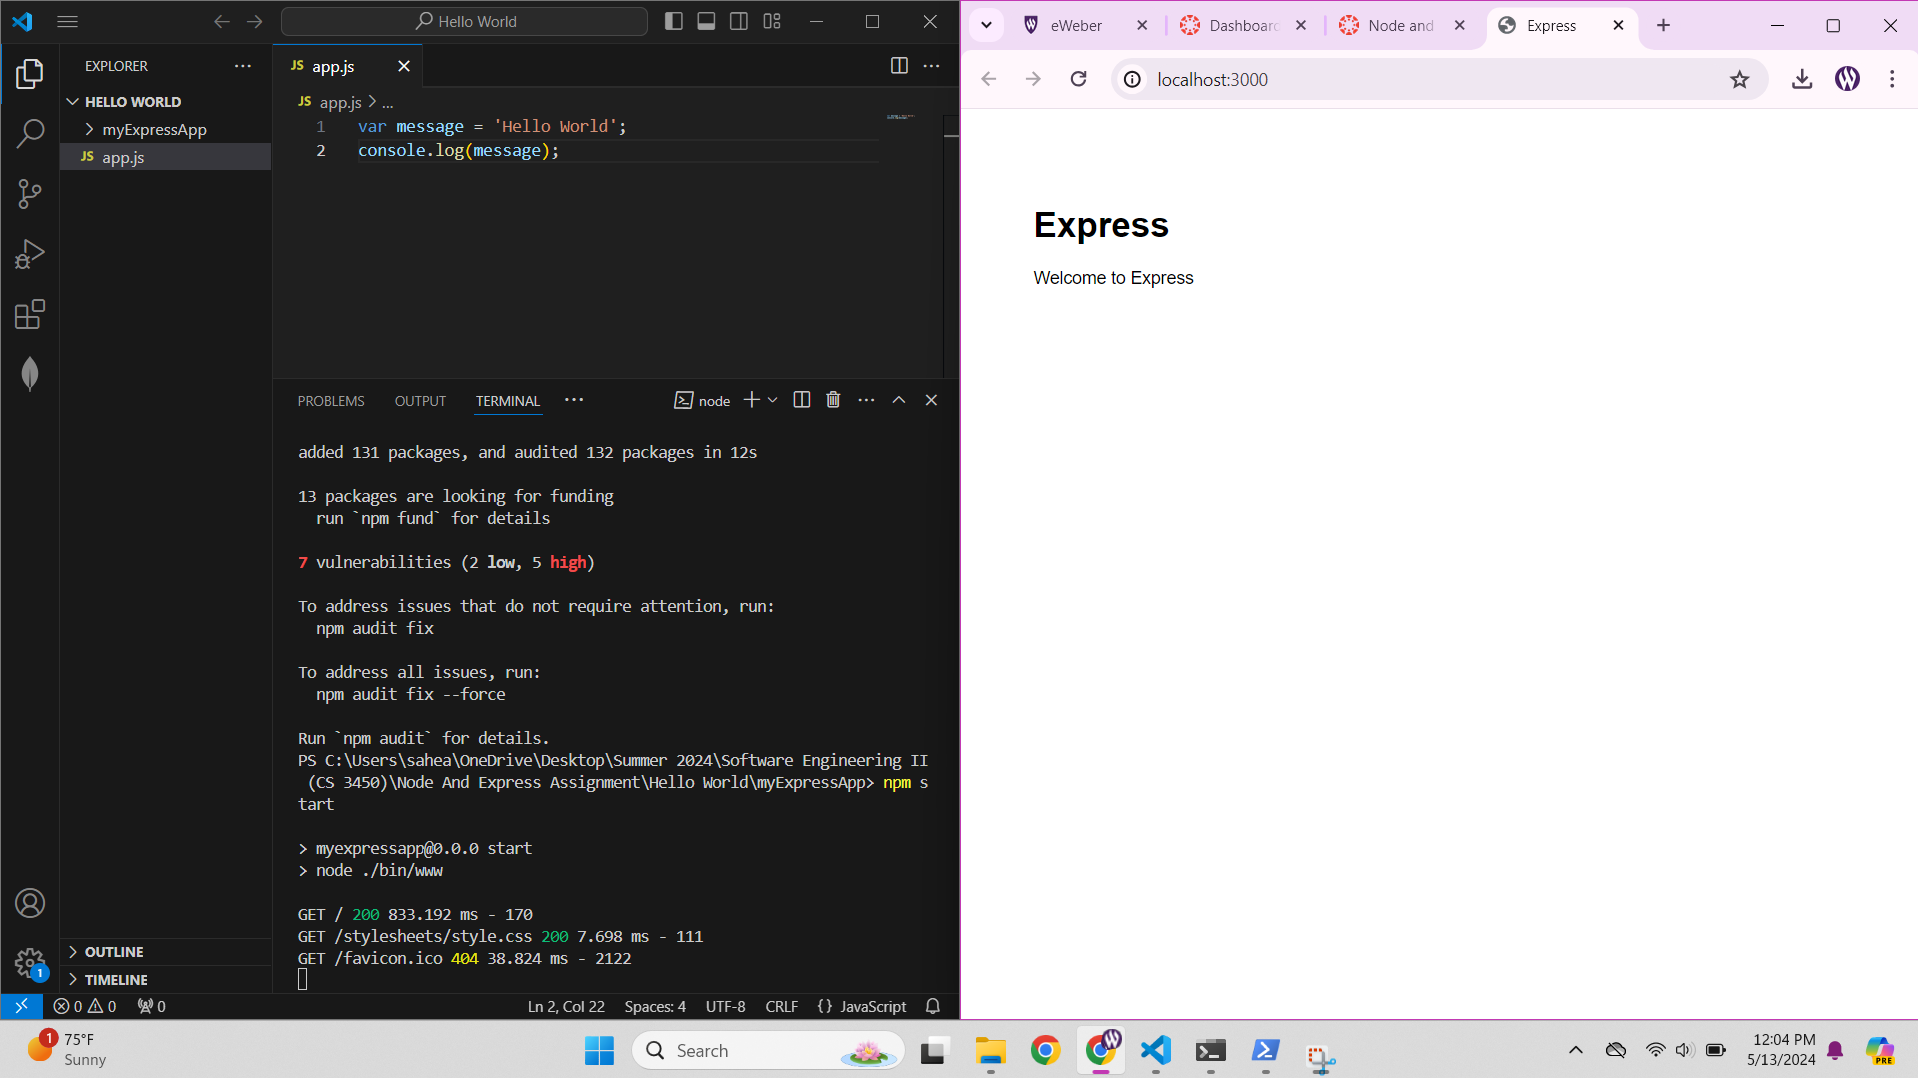 Hello World
EXPLORER
HELLO WORLD
myExpressApp
JS app.js
OUTLINE
TIMELINE
JS app.js
JS app.js > ...
1 var message = 'Hello World';
2 console.log(message);
PROBLEMS OUTPUT TERMINAL ... node
added 131 packages, and audited 132 packages in 12s
13 packages are looking for funding
run `npm fund` for details
7 vulnerabilities (2 low, 5 high)
To address issues that do not require attention, run:
npm audit fix
To address all issues, run:
npm audit fix --force
Run `npm audit` for details.
PS C:\Users\sahea\OneDrive\Desktop\Summer 2024\Software Engineering II
(CS 3450)\Node And Express Assignment\Hello World\myExpressApp> npm s
tart
> myexpressapp@0.0.0 start
> node ./bin/www
GET / 200 833.192 ms - 170
GET /stylesheets/style.css 200 7.698 ms - 111
GET /favicon.ico 404 38.824 ms - 2122
1
0 0 0 Ln 2, Col 22 Spaces: 4 UTF-8 CRLF {} JavaScript
eWeber Dashboard Node and Express
localhost:3000
Express
Welcome to Express
1 75°F
Sunny
Search
12:04 PM
5/13/2024
PRE